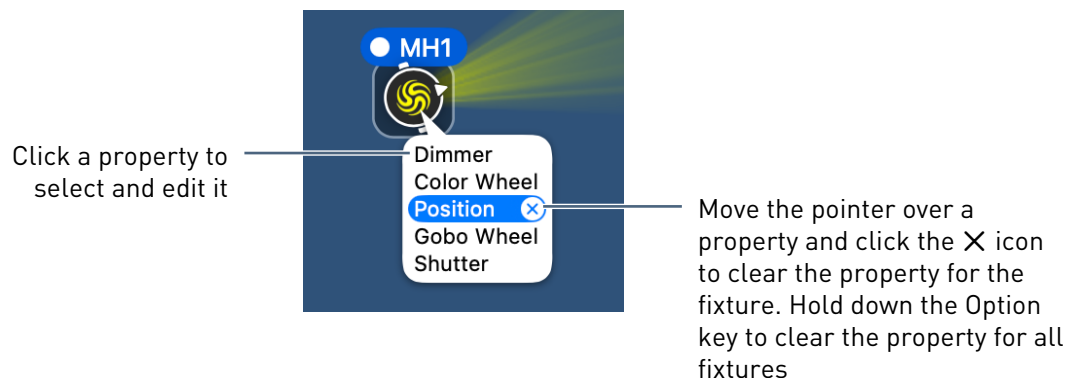 MH1
Click a property to
select and edit it
Dimmer
Color Wheel
Position
Gobo Wheel
Shutter
Move the pointer over a
property and click the ✕ icon
to clear the property for the
fixture. Hold down the Option
key to clear the property for all
fixtures